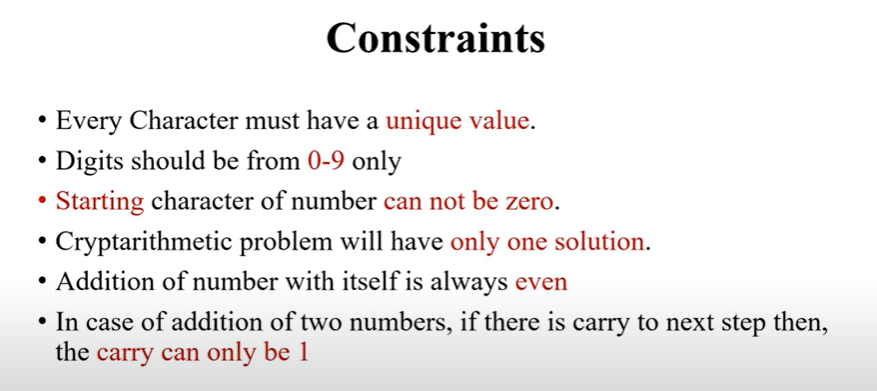 Constraints
• Every Character must have a unique value.
• Digits should be from 0-9 only
• Starting character of number can not be zero.
• Cryptarithmetic problem will have only one solution.
• Addition of number with itself is always even
• In case of addition of two numbers, if there is carry to next step then,
the carry can only be 1